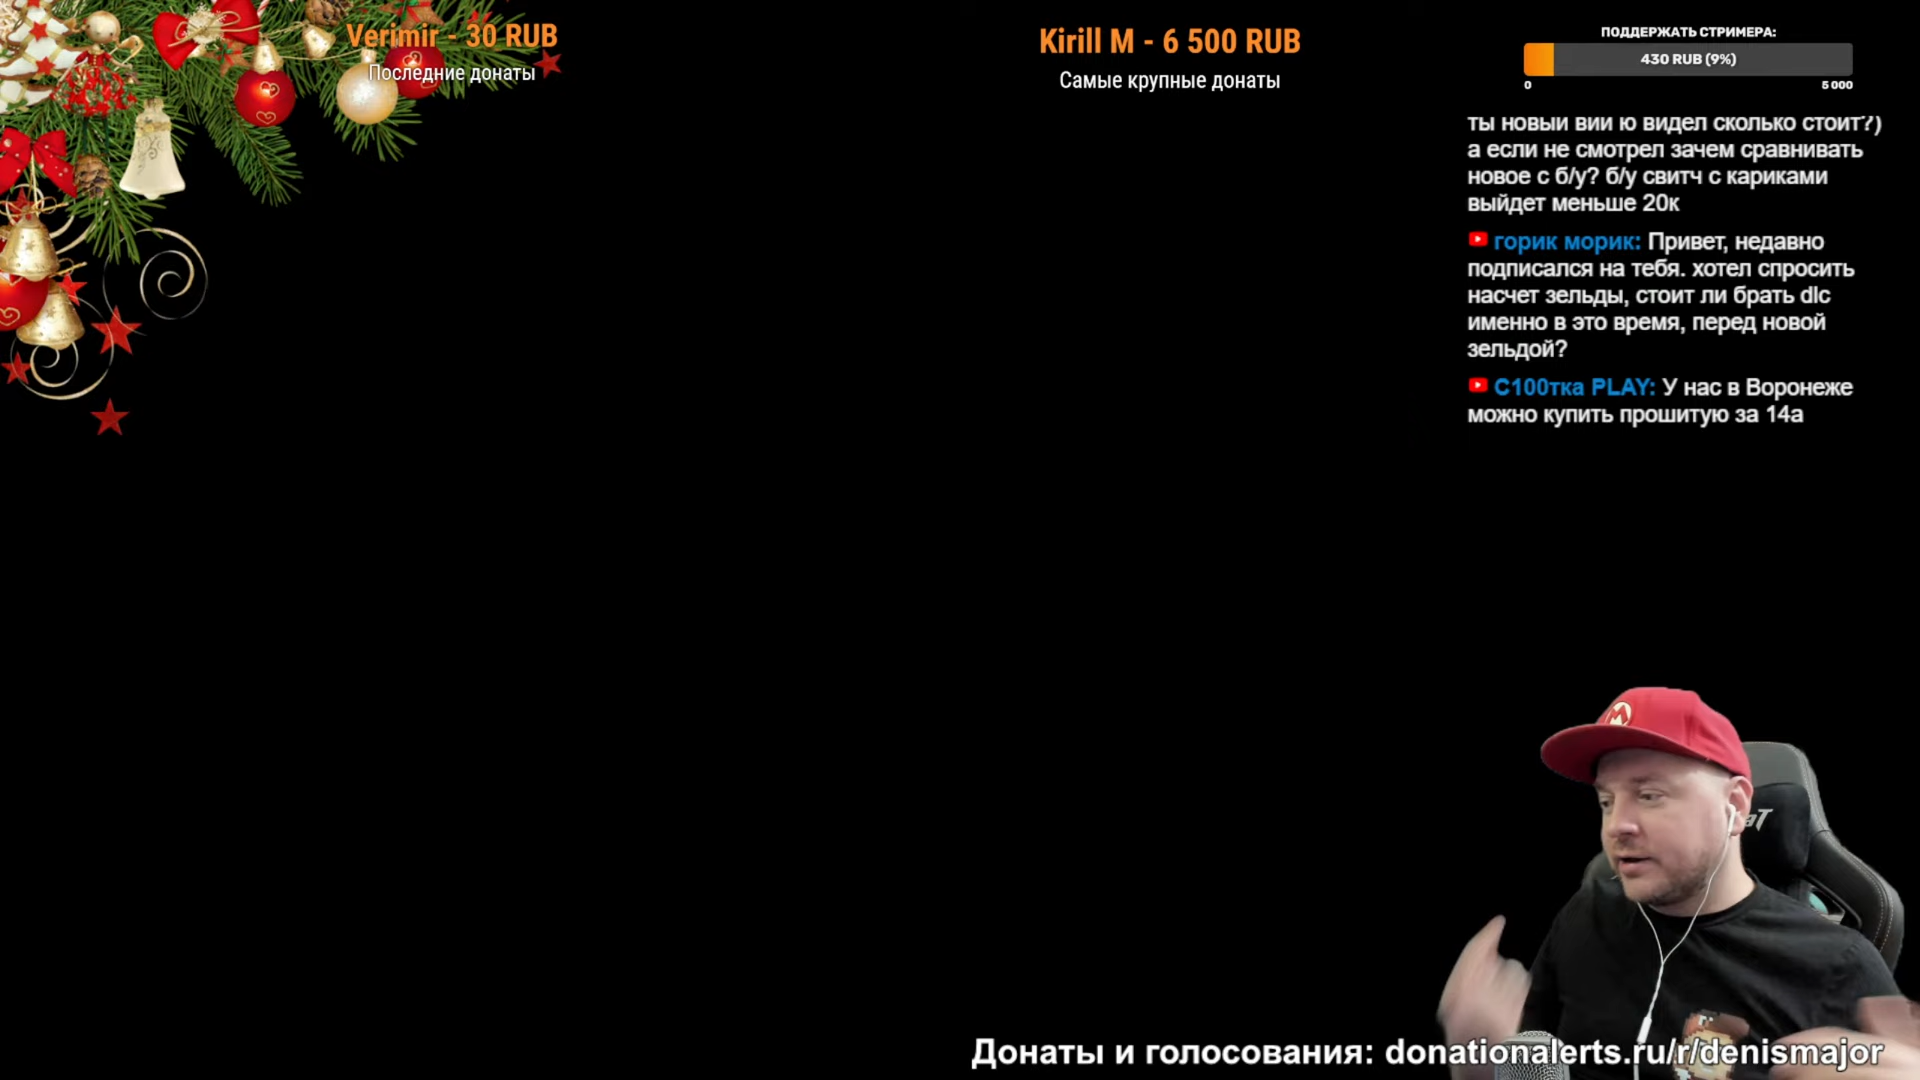 Verimir - 30 RUB
Последние донаты
Kirill M - 6 500 RUB
Самые крупные донаты
ПОДДЕРЖАТЬ СТРИМЕРА:
430 RUB (9%)
0
5 000
ты новый вии ю видел сколько стоит?)
а если не смотрел зачем сравнивать
новое с б/у? б/у свитч с кариками
выйдет меньше 20к
горик морик: Привет, недавно
подписался на тебя. хотел спросить
насчет зельды, стоит ли брать dlc
именно в это время, перед новой
зельдой?
С100тка PLAY: У нас в Воронеже
можно купить прошитую за 14а
M
Донаты и голосования: donationalerts.ru/r/denismajor